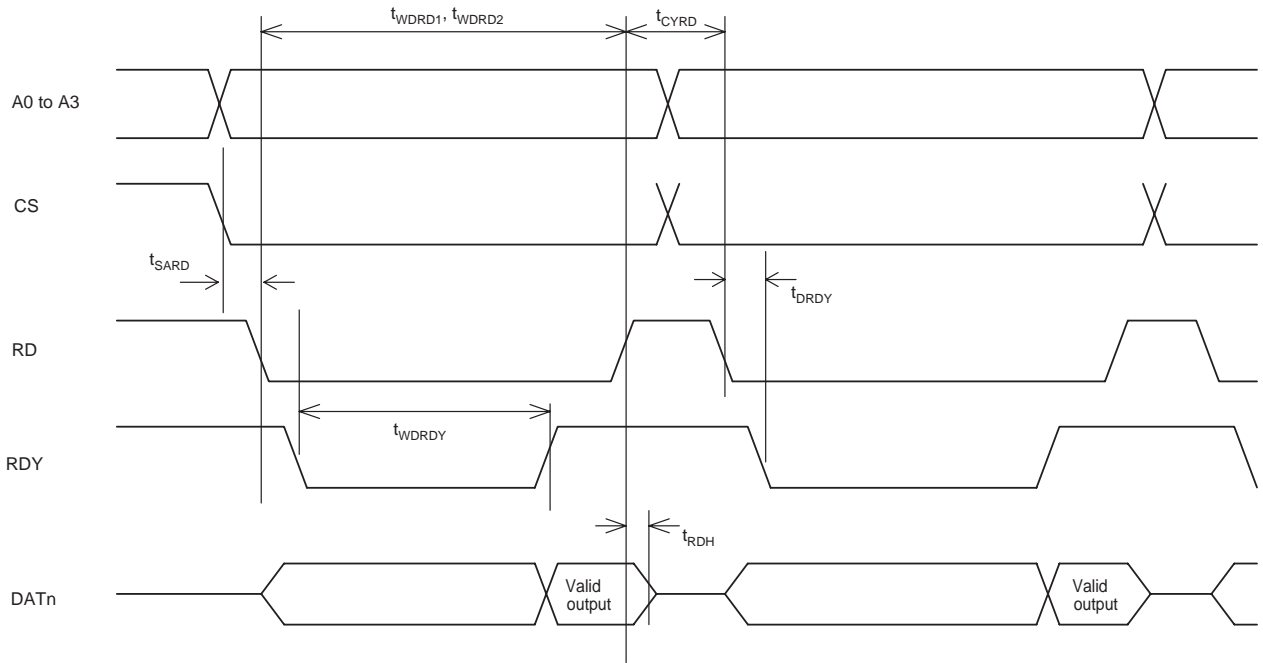 tWDRD1, tWDRD2
tCYRD
A0 to A3
CS
tSARD
tDRDY
RD
tWDRDY
RDY
tRDH
DATn
Valid
output
Valid
output